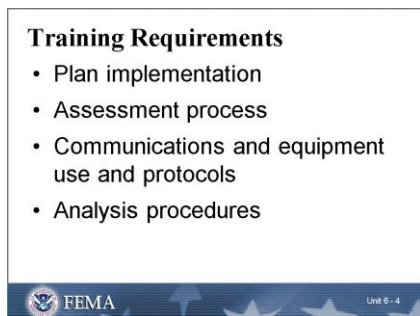 Training Requirements
• Plan implementation
• Assessment process
• Communications and equipment
use and protocols
• Analysis procedures
FEMA
Unit 6 - 4